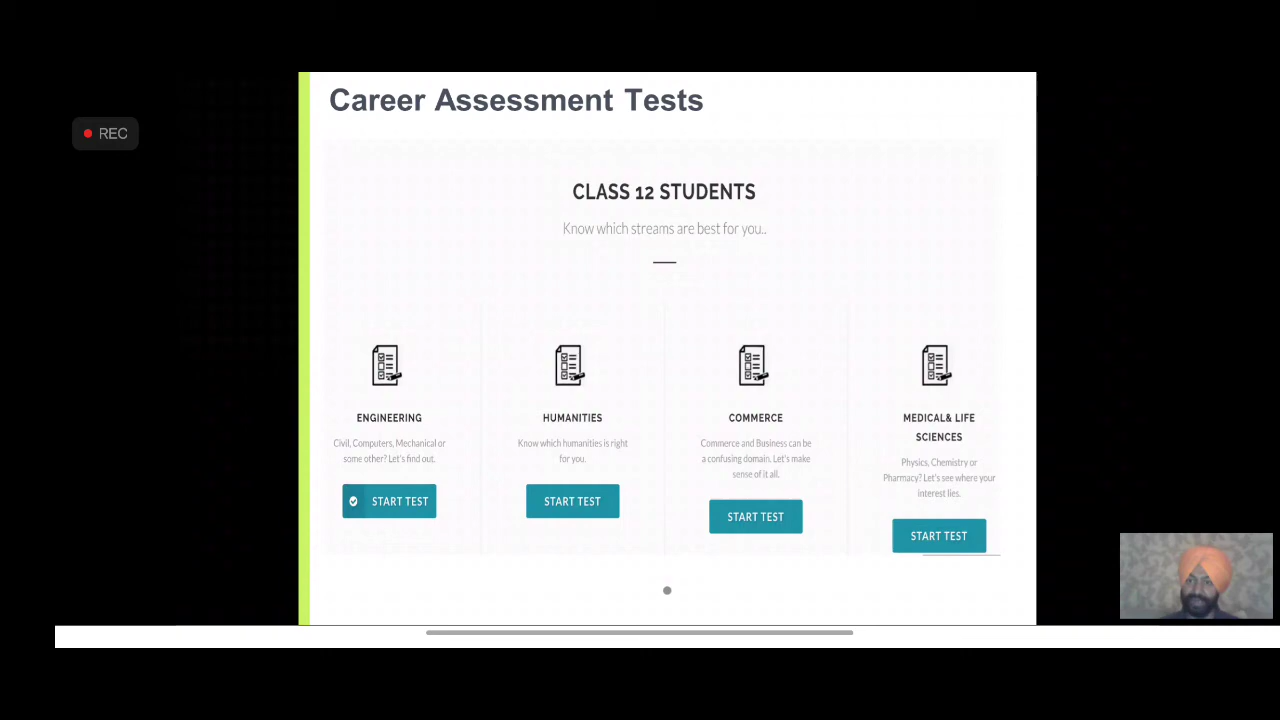 Career Assessment Tests
REC
CLASS 12 STUDENTS
Know which streams are best for you..
ENGINEERING
Civil, Computers, Mechanical or
some other? Let's find out.
START TEST
HUMANITIES
Know which humanities is right
for you.
START TEST
COMMERCE
Commerce and Business can be
a confusing domain. Let's make
sense of it all.
START TEST
MEDICAL& LIFE
SCIENCES
Physics, Chemistry or
Pharmacy? Let's see where your
interest lies.
START TEST